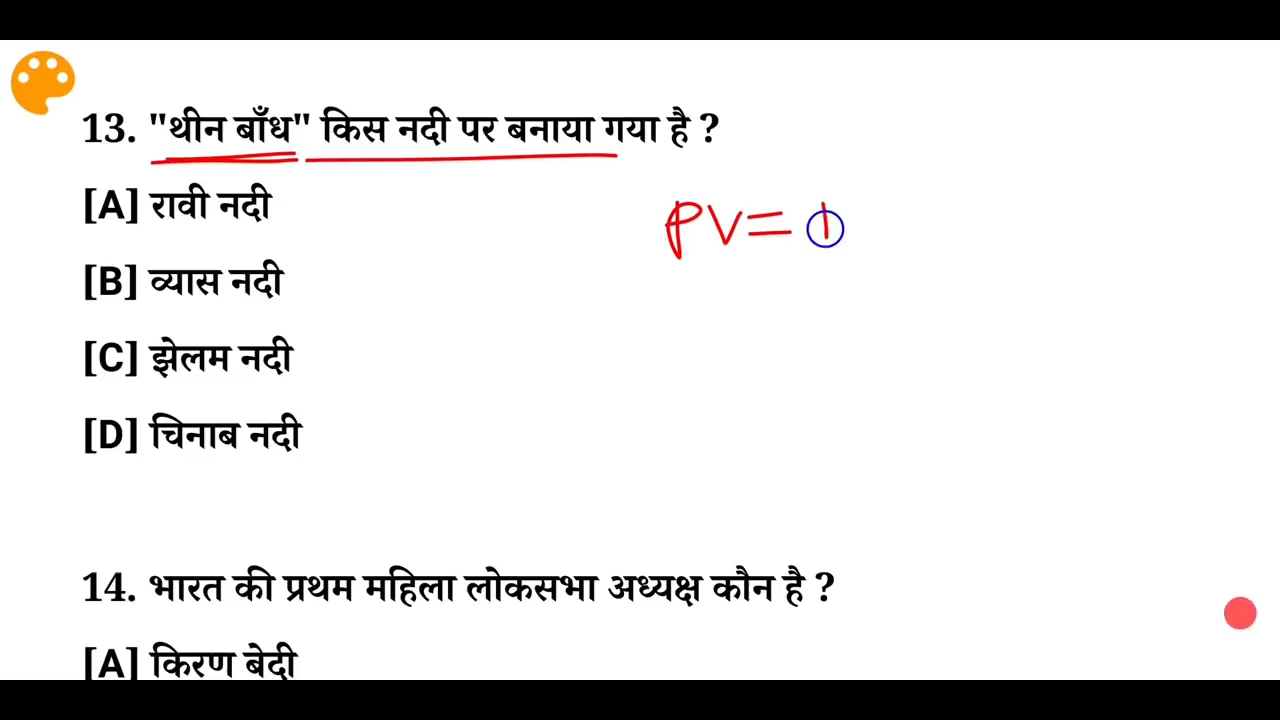 13. "थीन बाँध" किस नदी पर बनाया गया है ?
[A] रावी नदी
PV= 1
[B] व्यास नदी
[C] झेलम नदी
[D] चिनाब नदी
14. भारत की प्रथम महिला लोकसभा अध्यक्ष कौन है ?
[A] किरण बेदी